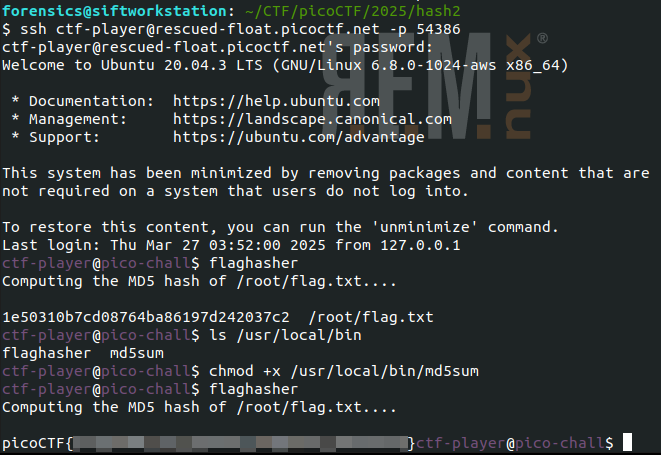 forensics@siftworkstation: ~/CTF/picoCTF/2025/hash2
$ ssh ctf-player@rescued-float.picoctf.net -p 54386
ctf-player@rescued-float.picoctf.net's password:
Welcome to Ubuntu 20.04.3 LTS (GNU/Linux 6.8.0-1024-aws x86_64)
REM
nux®
* Documentation: https://help.ubuntu.com
* Management: https://landscape.canonical.com
* Support: https://ubuntu.com/advantage
This system has been minimized by removing packages and content that are
not required on a system that users do not log into.
To restore this content, you can run the 'unminimize' command.
Last login: Thu Mar 27 03:52:00 2025 from 127.0.0.1
ctf-player@pico-chall$ flaghasher
Computing the MD5 hash of /root/flag.txt....
1e50310b7cd08764ba86197d242037c2 /root/flag.txt
ctf-player@pico-chall$ ls /usr/local/bin
flaghasher md5sum
ctf-player@pico-chall$ chmod +x /usr/local/bin/md5sum
ctf-player@pico-chall$ flaghasher
Computing the MD5 hash of /root/flag.txt....
picoCTF{ }ctf-player@pico-chall$